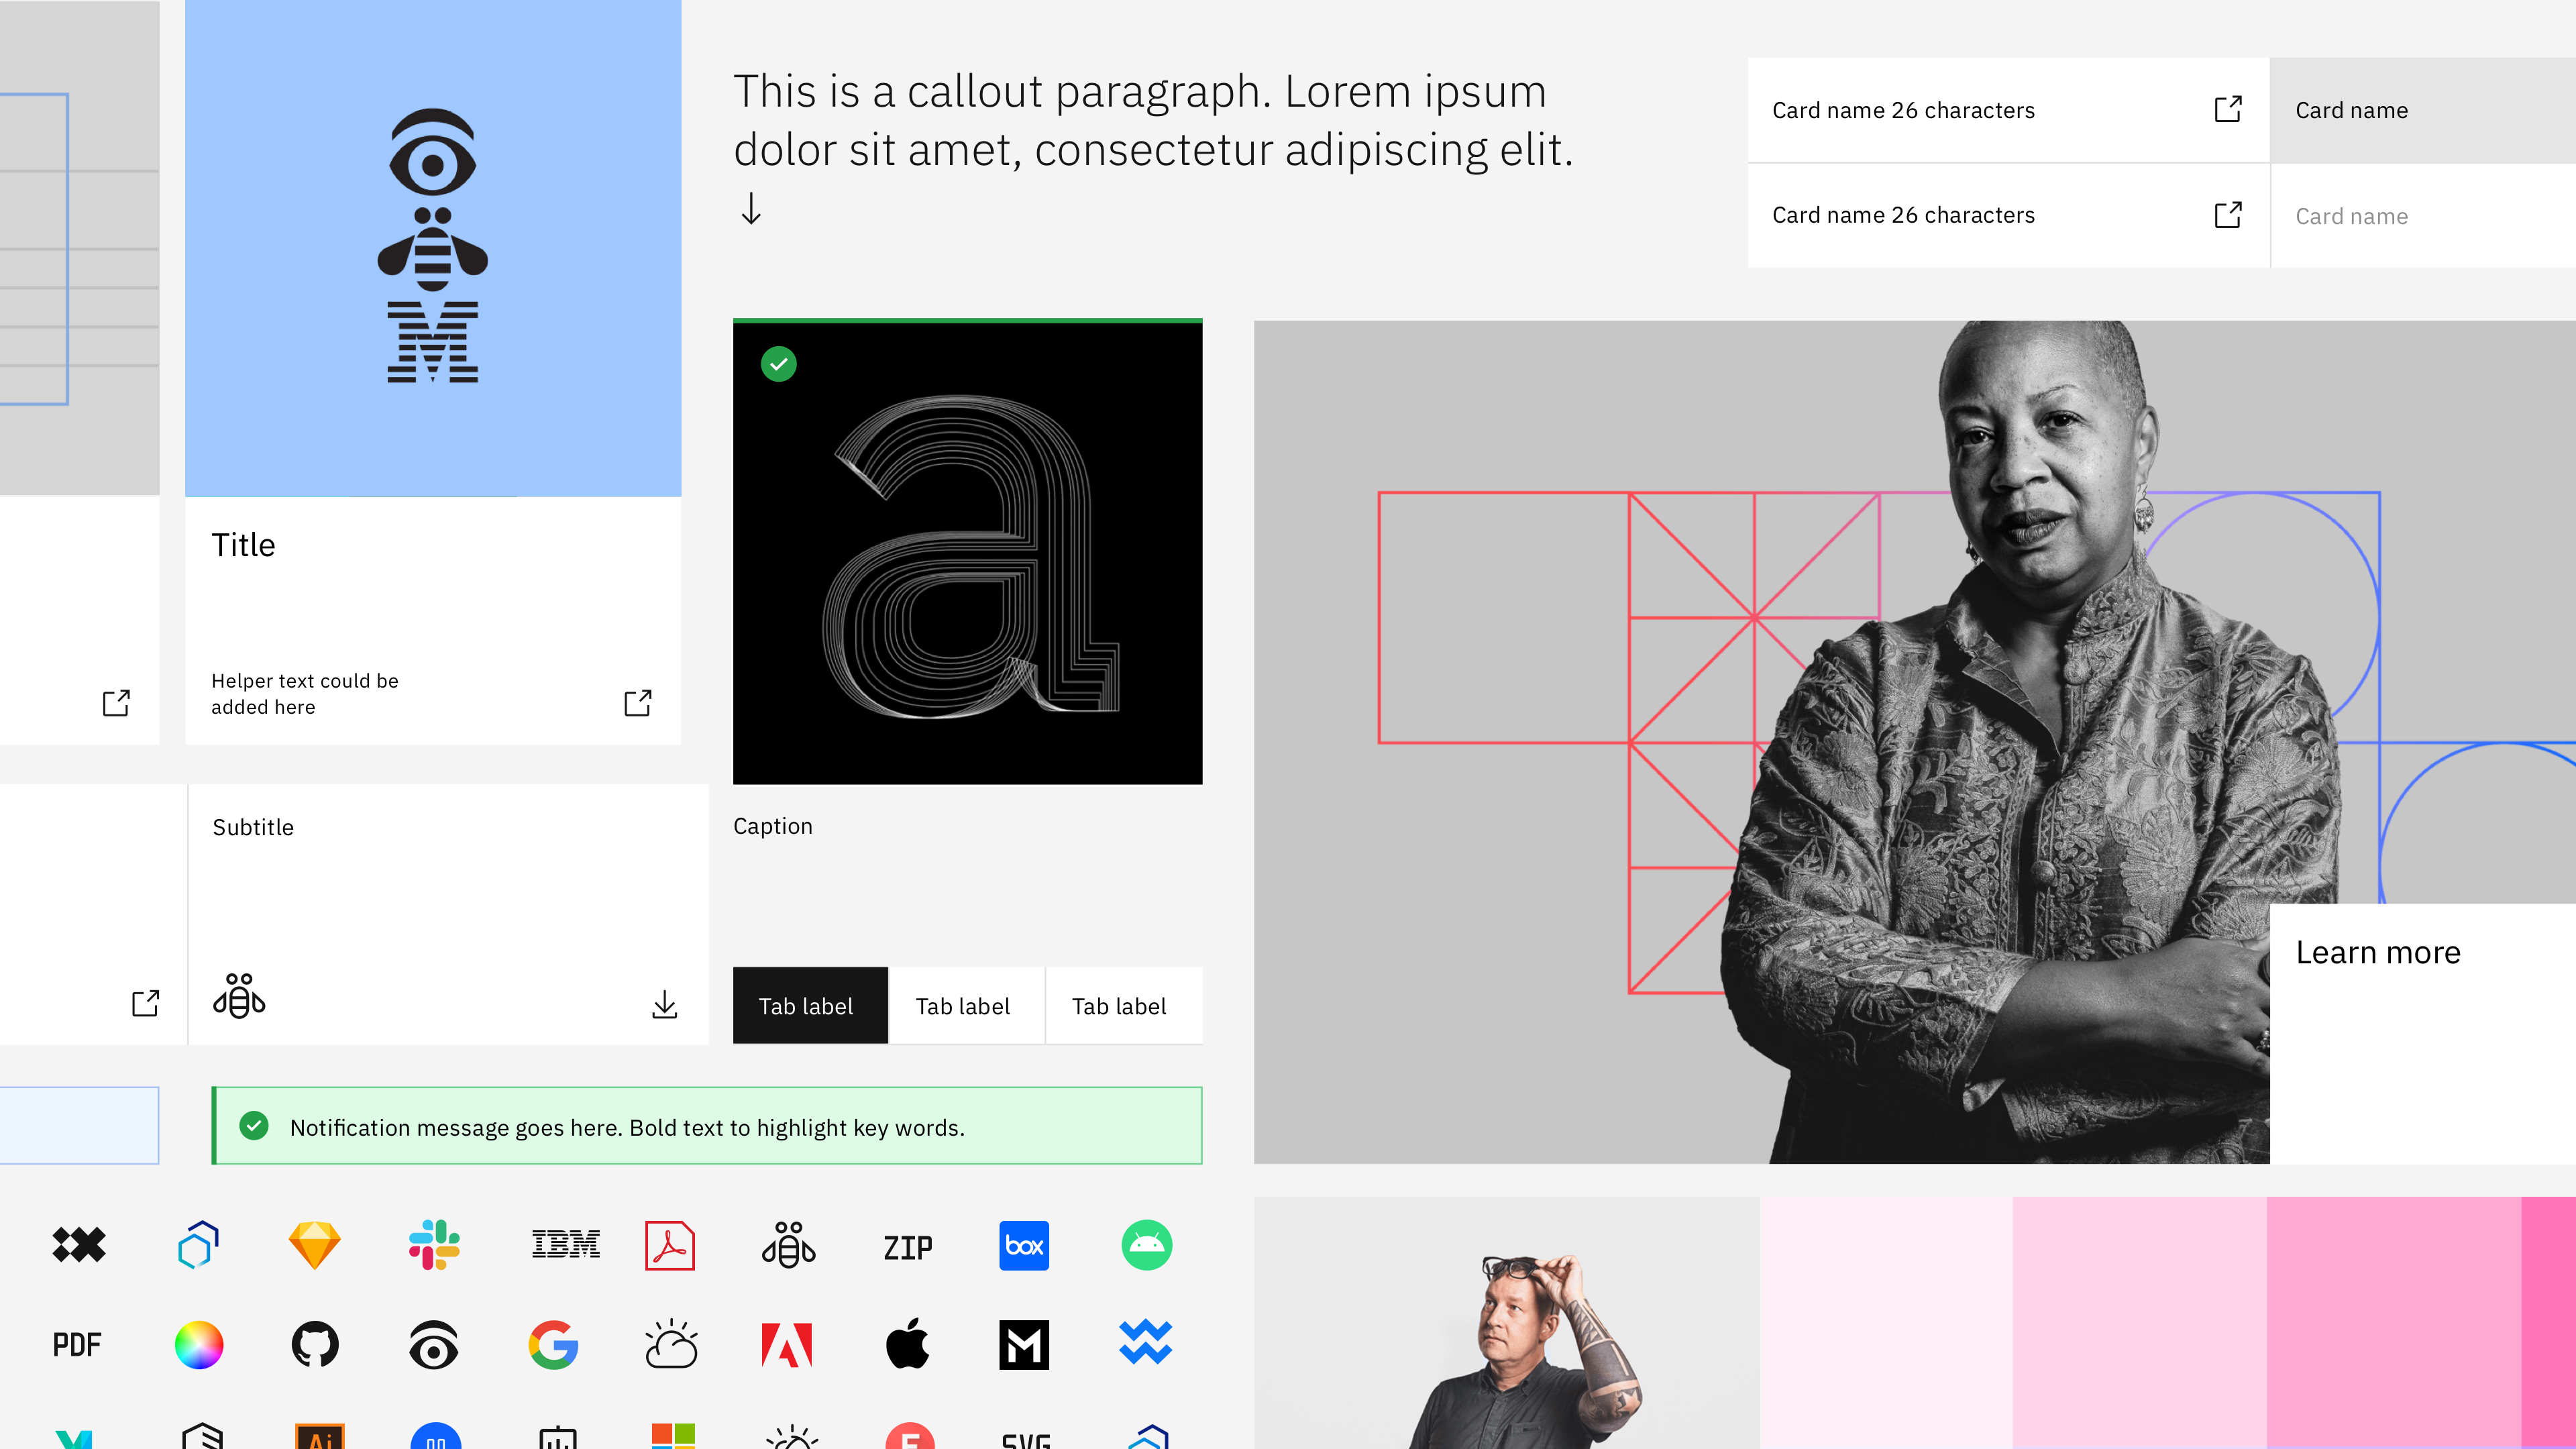 This is a callout paragraph. Lorem ipsum
dolor sit amet, consectetur adipiscing elit.
Card name 26 characters
Card name
Card name 26 characters
Card name
M
a
Title
Helper text could be
added here
Subtitle
Caption
Tab label
Tab label
Tab label
Learn more
Notification message goes here. Bold text to highlight key words.
IBM
ZIP
box
PDF
G
M
Ai
E
SVG